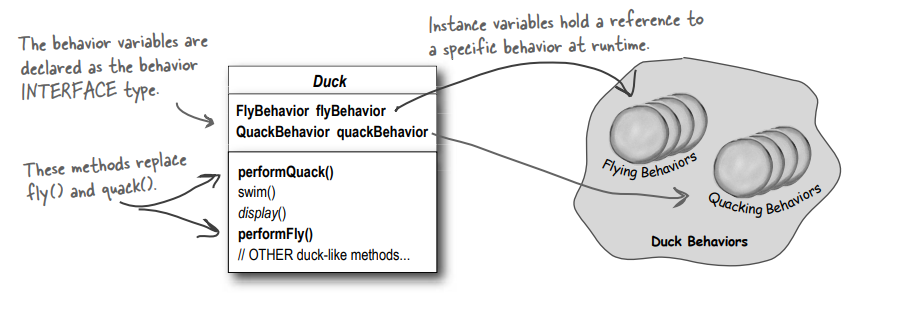 Instance variables hold a reference to
a specific behavior at runtime.
The behavior variables are
declared as the behavior
INTERFACE type.
Duck
FlyBehavior flyBehavior
QuackBehavior quackBehavior
These methods replace
fly() and quack().
performQuack()
swim()
display()
performFly()
// OTHER duck-like methods...
Flying Behaviors
Quacking Behaviors
Duck Behaviors